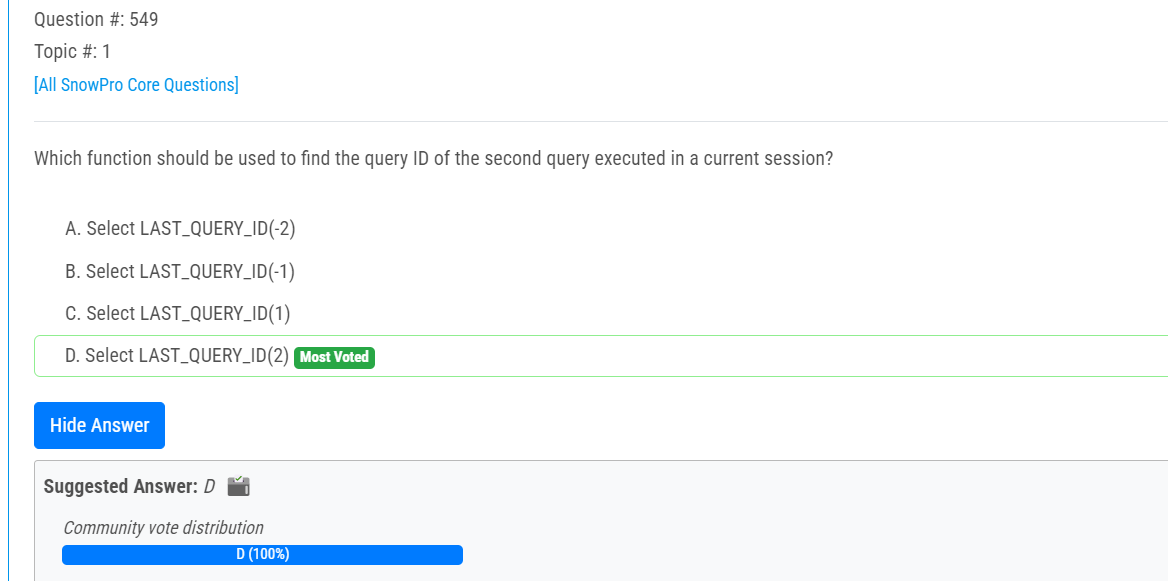 Question #: 549
Topic #: 1
[All SnowPro Core Questions]
Which function should be used to find the query ID of the second query executed in a current session?
A. Select LAST_QUERY_ID(-2)
B. Select LAST_QUERY_ID(-1)
C. Select LAST_QUERY_ID(1)
D. Select LAST_QUERY_ID(2) Most Voted
Hide Answer
Suggested Answer: D
Community vote distribution
D (100%)